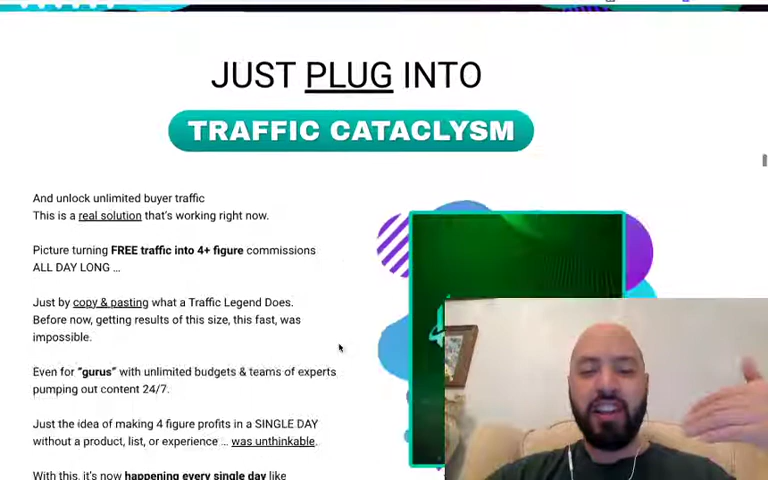 JUST PLUG INTO
TRAFFIC CATACLYSM
And unlock unlimited buyer traffic
This is a real solution that's working right now.
Picture turning FREE traffic into 4+ figure commissions
ALL DAY LONG ...
Just by copy & pasting what a Traffic Legend Does.
Before now, getting results of this size, this fast, was
impossible.
Even for "gurus" with unlimited budgets & teams of experts
pumping out content 24/7.
Just the idea of making 4 figure profits in a SINGLE DAY
without a product, list, or experience ... was unthinkable.
With this, it's now happening every single day like